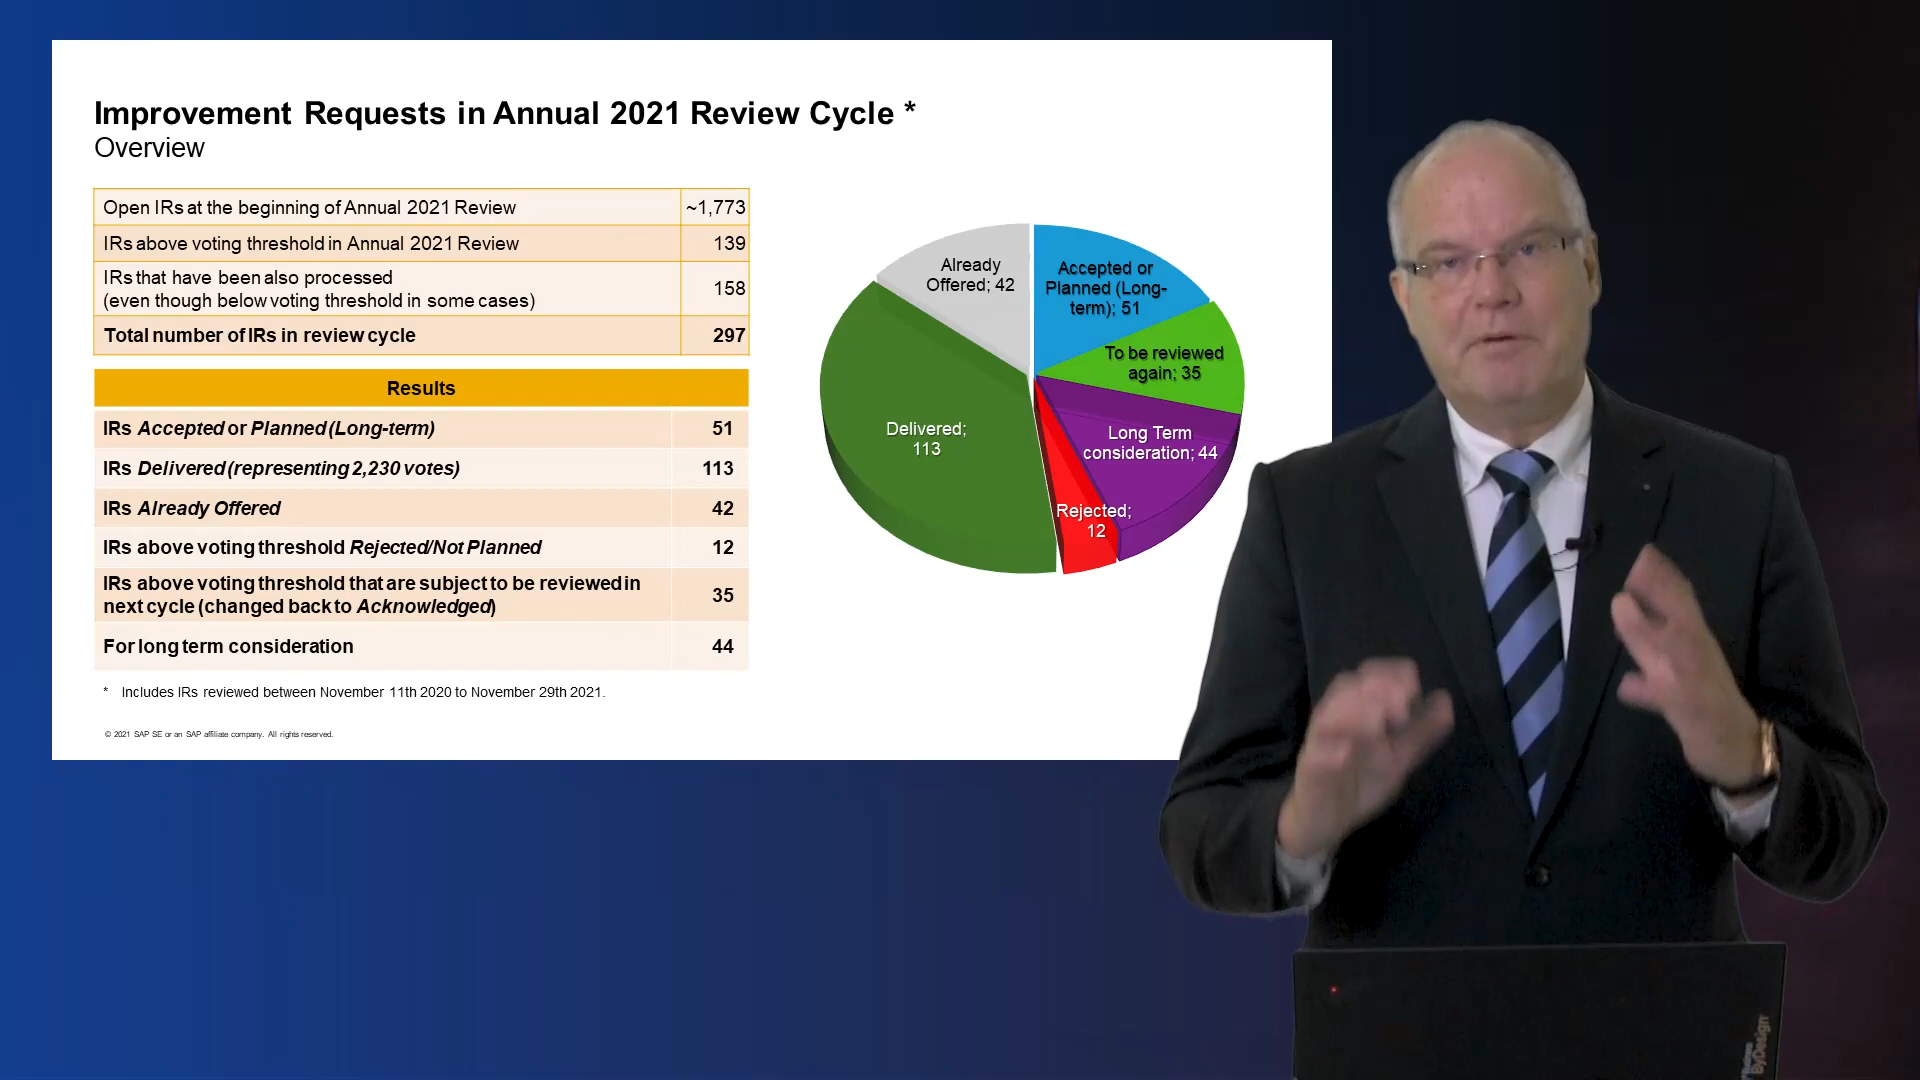 Improvement Requests in Annual 2021 Review Cycle *
Overview
Open IRs at the beginning of Annual 2021 Review ~1,773
IRs above voting threshold in Annual 2021 Review 139
IRs that have been also processed
(even though below voting threshold in some cases) 158
Total number of IRs in review cycle 297
Results
IRs Accepted or Planned (Long-term) 51
IRs Delivered (representing 2,230 votes) 113
IRs Already Offered 42
IRs above voting threshold Rejected/Not Planned 12
IRs above voting threshold that are subject to be reviewed in
next cycle (changed back to Acknowledged) 35
For long term consideration 44
* Includes IRs reviewed between November 11th 2020 to November 29th 2021.
© 2021 SAP SE or an SAP affiliate company. All rights reserved.
Already
Offered; 42
Accepted or
Planned (Long-
term); 51
To be reviewed
again; 35
Long Term
consideration; 44
Rejected;
12
Delivered;
113
ByDesign